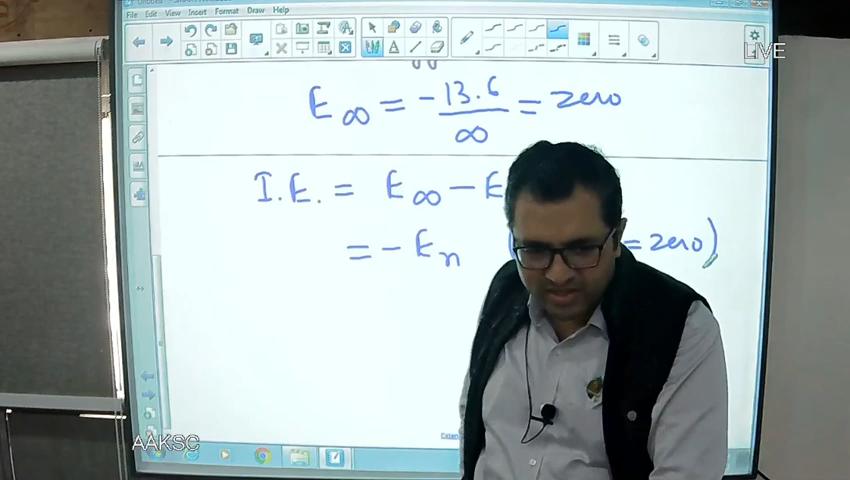 File Edit View Insert Format Draw Help
LIVE
E∞ = -13.6/∞ = zero
I.E. = E∞ - E
= -En ( = zero)
AAKSC